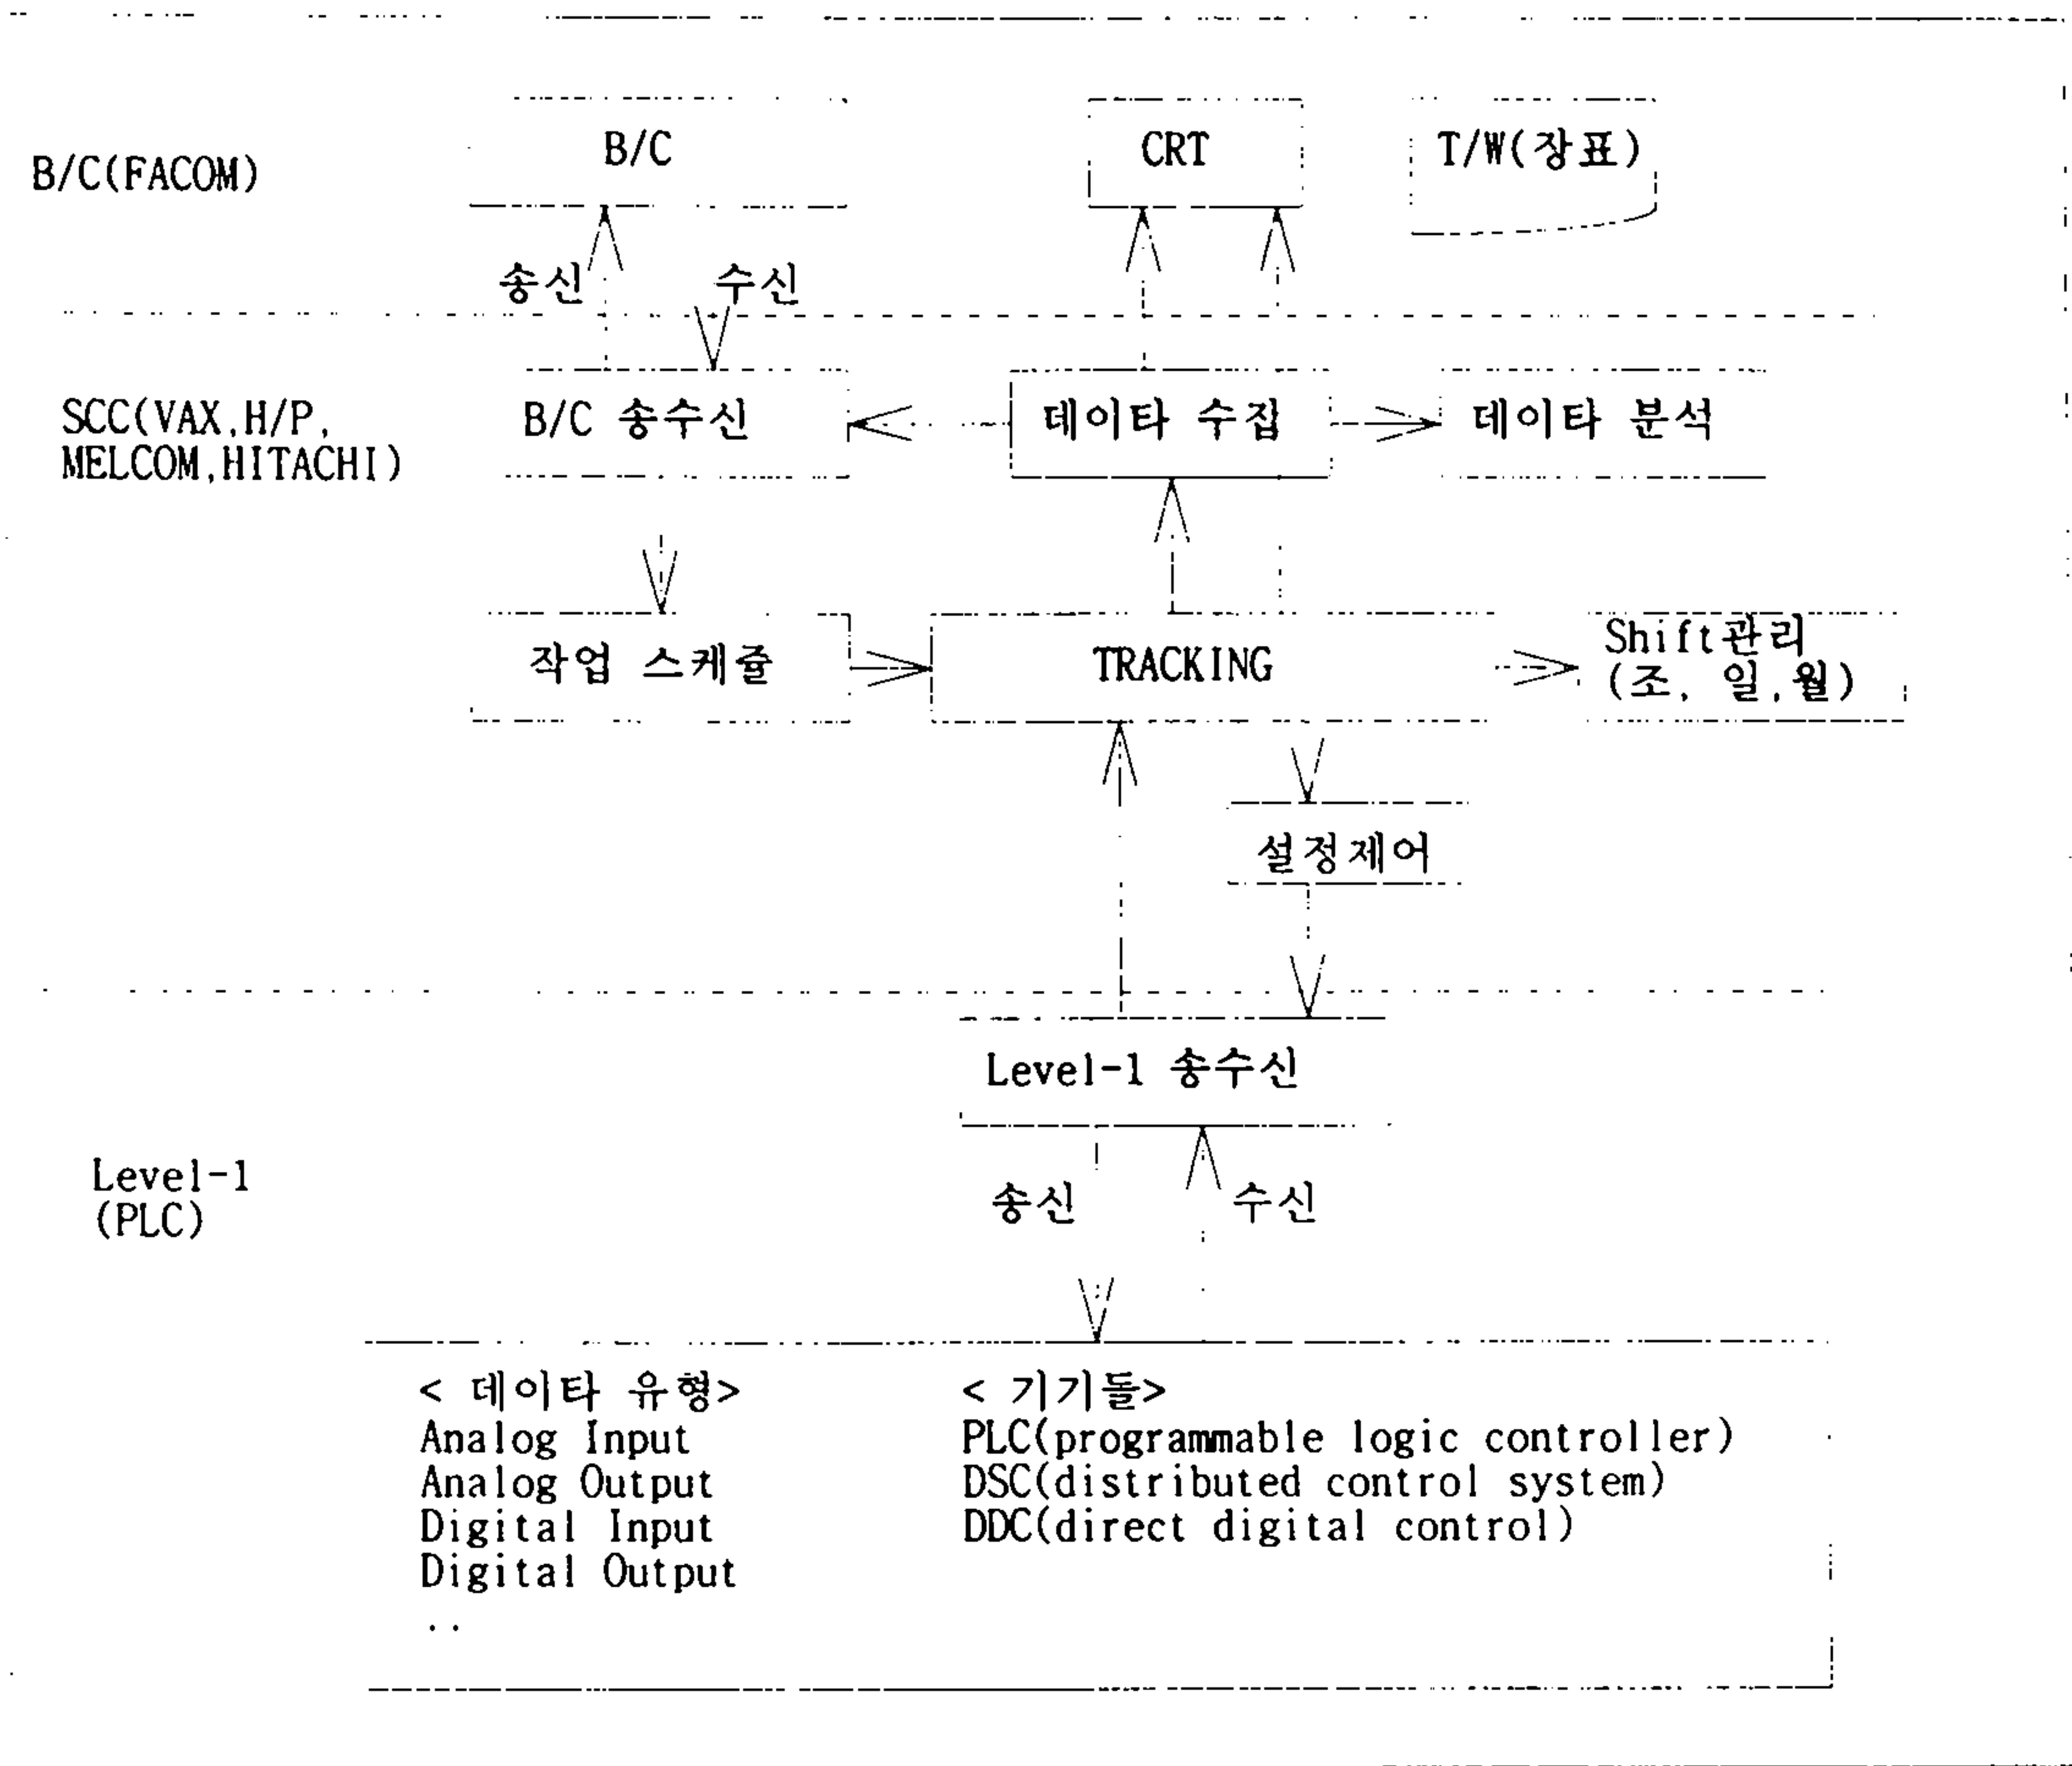 B/C(FACOM)
B/C
CRT
T/W(장표)
송신
수신
SCC(VAX,H/P,
MELCOM,HITACHI)
B/C 송수신
데이타 수집
데이타 분석
작업 스케쥴
TRACKING
Shift관리
(조, 일,월)
설정제어
Level-1 송수신
Level-1
(PLC)
송신
수신
< 데이타 유형>
Analog Input
Analog Output
Digital Input
Digital Output
..
< 기기들>
PLC(programmable logic controller)
DSC(distributed control system)
DDC(direct digital control)